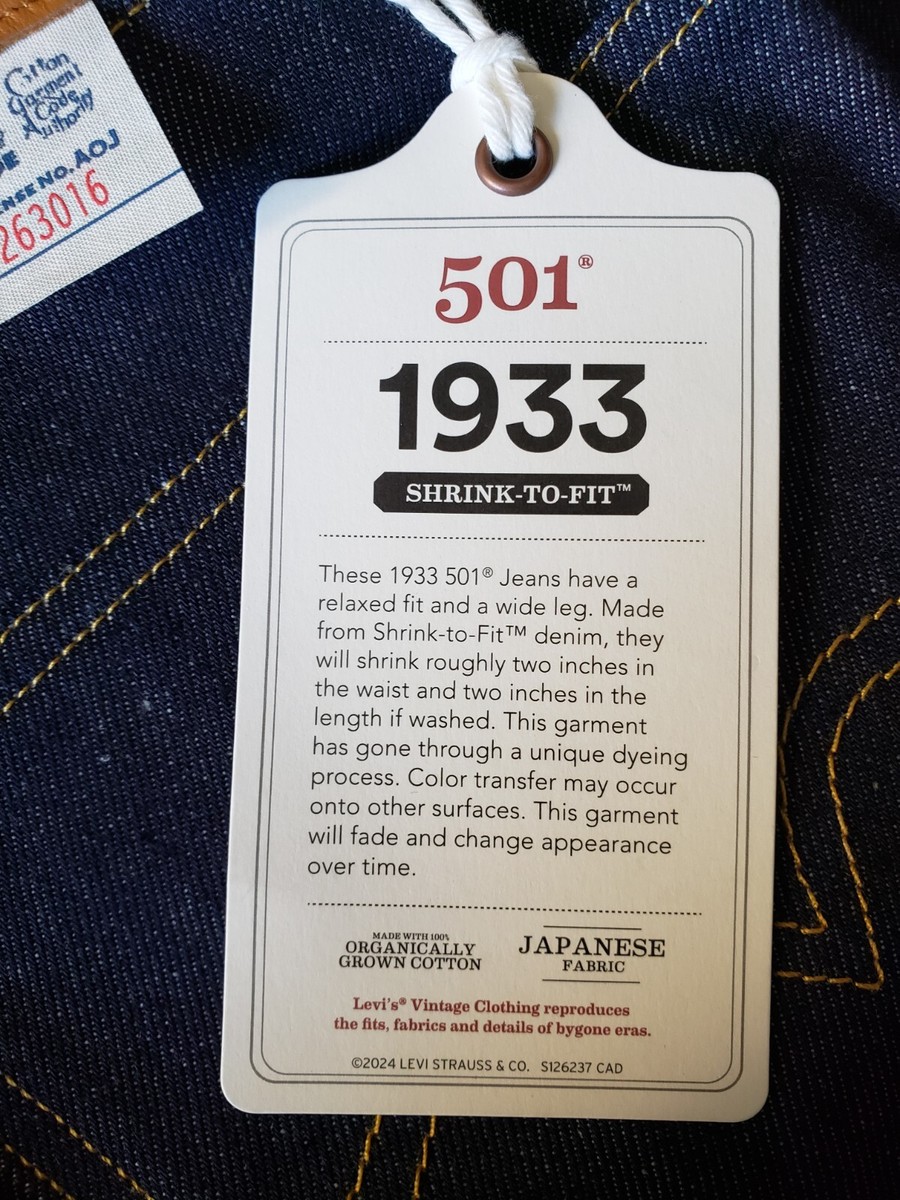 Cotton
Garment
Code
Authority
NSE NO. AOJ
263016
501®
1933
SHRINK-TO-FIT™
These 1933 501® Jeans have a
relaxed fit and a wide leg. Made
from Shrink-to-Fit™ denim, they
will shrink roughly two inches in
the waist and two inches in the
length if washed. This garment
has gone through a unique dyeing
process. Color transfer may occur
onto other surfaces. This garment
will fade and change appearance
over time.
MADE WITH 100%
ORGANICALLY
GROWN COTTON
JAPANESE
FABRIC
Levi's® Vintage Clothing reproduces
the fits, fabrics and details of bygone eras.
©2024 LEVI STRAUSS & CO. S126237 CAD